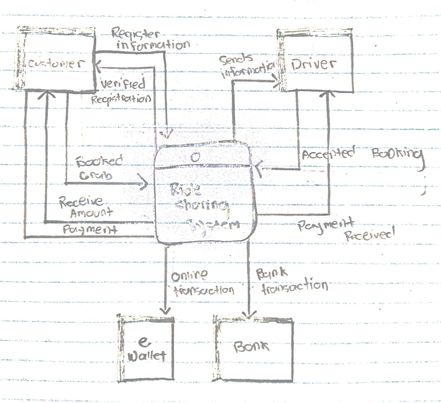 Register
information
Customer
Verified
Registration
Sends
information
Driver
Booked
Grab
Receive
Amount
Payment
O
Ride
Sharing
System
Accepted Booking
;
Payment
Received
Online
transaction
Bank
transaction
e
Wallet
Bank